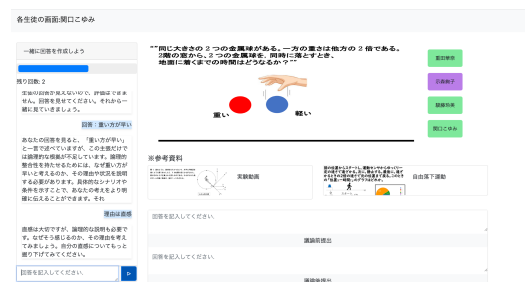 各生徒の画面:関口こゆみ
一緒に回答を作成しよう
残り回数: 2
生徒の回答が見えないので、評価はできま
せん。回答を見せてください。それから一
緒に見ていきましょう。
回答：重い方が早い
あなたの回答を見ると、「重い方が早い」
と一言で述べていますが、この主張だけで
は論理的な根拠が不足しています。論理的
整合性を持たせるためには、なぜ重い方が
早いと考えるのか、その理由や状況を説明
する必要があります。具体的なシナリオや
条件を示すことで、あなたの考えをより明
確に伝えることができます。それ
理由は直感
直感は大切ですが、論理的な説明も必要で
す。なぜそう感じるのか、その理由を考え
てみましょう。自分の直感についてもっと
掘り下げてみてください。
回答を記入してください.
""同じ大きさの２つの金属球がある。一方の重さは他方の２倍である。
2階の窓から、２つの金属球を、同時に落とすとき、
地面に着くまでの時間はどうなるか？""
重い
軽い
※参考資料
実験動画
自由落下運動
回答を記入してください.
議論前提出
回答を記入してください.
議論後提出
関口こゆみ